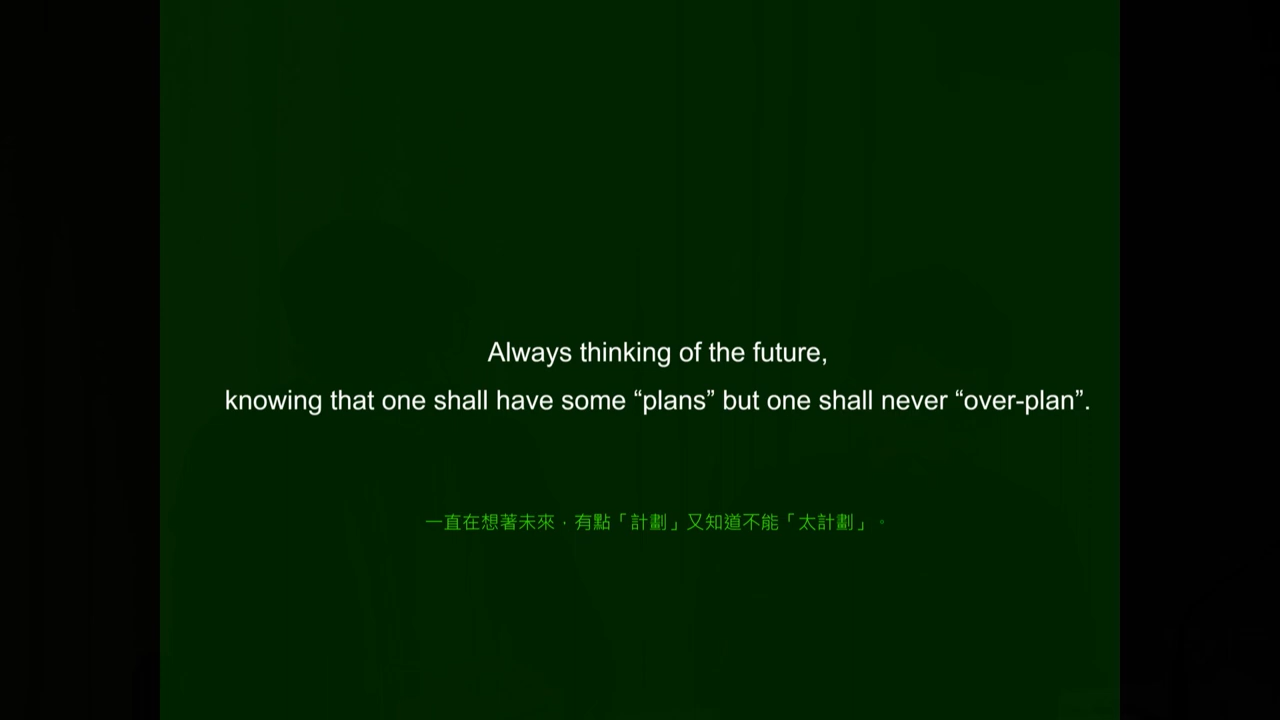 Always thinking of the future,
knowing that one shall have some “plans” but one shall never “over-plan”.
一直在想著未來，有點「計劃」又知道不能「太計劃」。